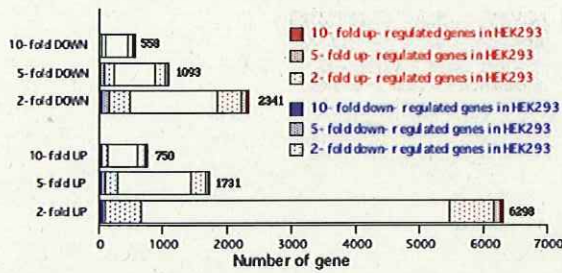 10-fold DOWN
558
5-fold DOWN
1093
2-fold DOWN
2341
10-fold UP
750
5-fold UP
1731
2-fold UP
6298
10-fold up-regulated genes in HEK293
5-fold up-regulated genes in HEK293
2-fold up-regulated genes in HEK293
10-fold down-regulated genes in HEK293
5-fold down-regulated genes in HEK293
2-fold down-regulated genes in HEK293
0 1000 2000 3000 4000 5000 6000 7000
Number of gene